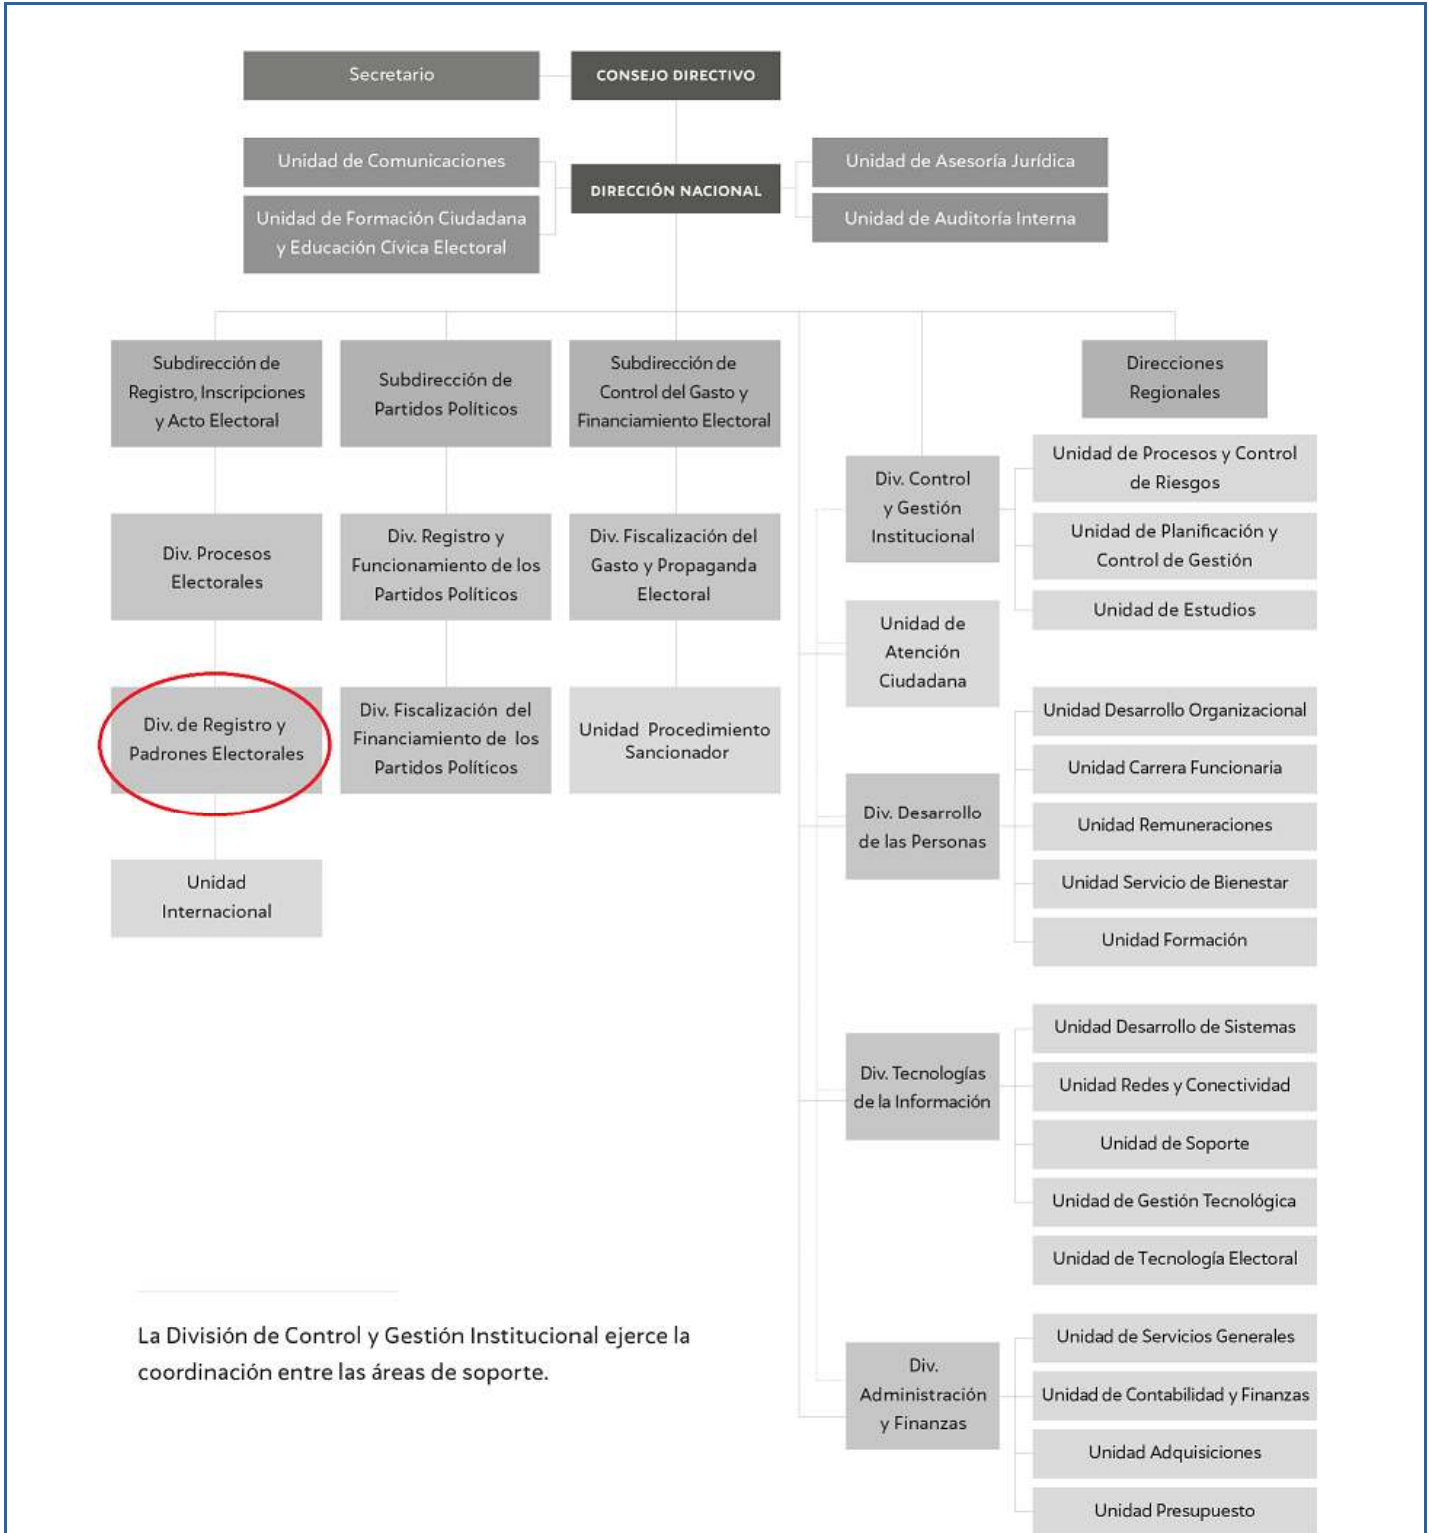 Secretario
CONSEJO DIRECTIVO
Unidad de Comunicaciones
Unidad de Formación Ciudadana
y Educación Cívica Electoral
DIRECCIÓN NACIONAL
Unidad de Asesoría Jurídica
Unidad de Auditoría Interna
Subdirección de
Registro, Inscripciones
y Acto Electoral
Subdirección de
Partidos Políticos
Subdirección de
Control del Gasto y
Financiamiento Electoral
Direcciones
Regionales
Div. Procesos
Electorales
Div. Registro y
Funcionamiento de los
Partidos Políticos
Div. Fiscalización del
Gasto y Propaganda
Electoral
Div. de Registro y
Padrones Electorales
Div. Fiscalización del
Financiamiento de los
Partidos Políticos
Unidad Procedimiento
Sancionador
Unidad
Internacional
Div. Control
y Gestión
Institucional
Unidad de Procesos y Control
de Riesgos
Unidad de Planificación y
Control de Gestión
Unidad de Estudios
Unidad de
Atención
Ciudadana
Div. Desarrollo
de las Personas
Unidad Desarrollo Organizacional
Unidad Carrera Funcionaria
Unidad Remuneraciones
Unidad Servicio de Bienestar
Unidad Formación
Div. Tecnologías
de la Información
Unidad Desarrollo de Sistemas
Unidad Redes y Conectividad
Unidad de Soporte
Unidad de Gestión Tecnológica
Unidad de Tecnología Electoral
Div.
Administración
y Finanzas
Unidad de Servicios Generales
Unidad de Contabilidad y Finanzas
Unidad Adquisiciones
Unidad Presupuesto
La División de Control y Gestión Institucional ejerce la
coordinación entre las áreas de soporte.